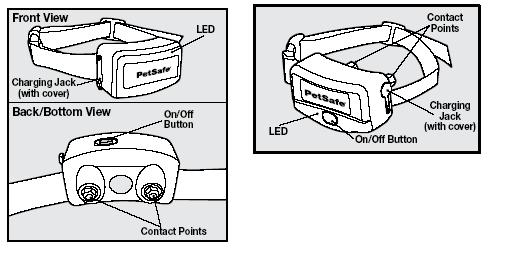 Front View
LED
PetSafe
Charging Jack
(with cover)
Back/Bottom View
On/Off
Button
Contact Points
Contact
Points
PetSafe
Charging
Jack
(with cover)
LED
On/Off Button